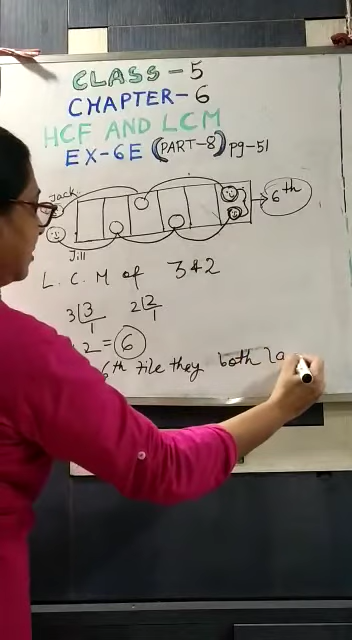 CLASS-5
CHAPTER-6
HCF AND LCM
EX-6E (PART-8) pg-51
Jack
6th
Jill
L.C.M of 3 & 2
3 | 3 2 | 2
1 1
2 = 6
6th tile they both la